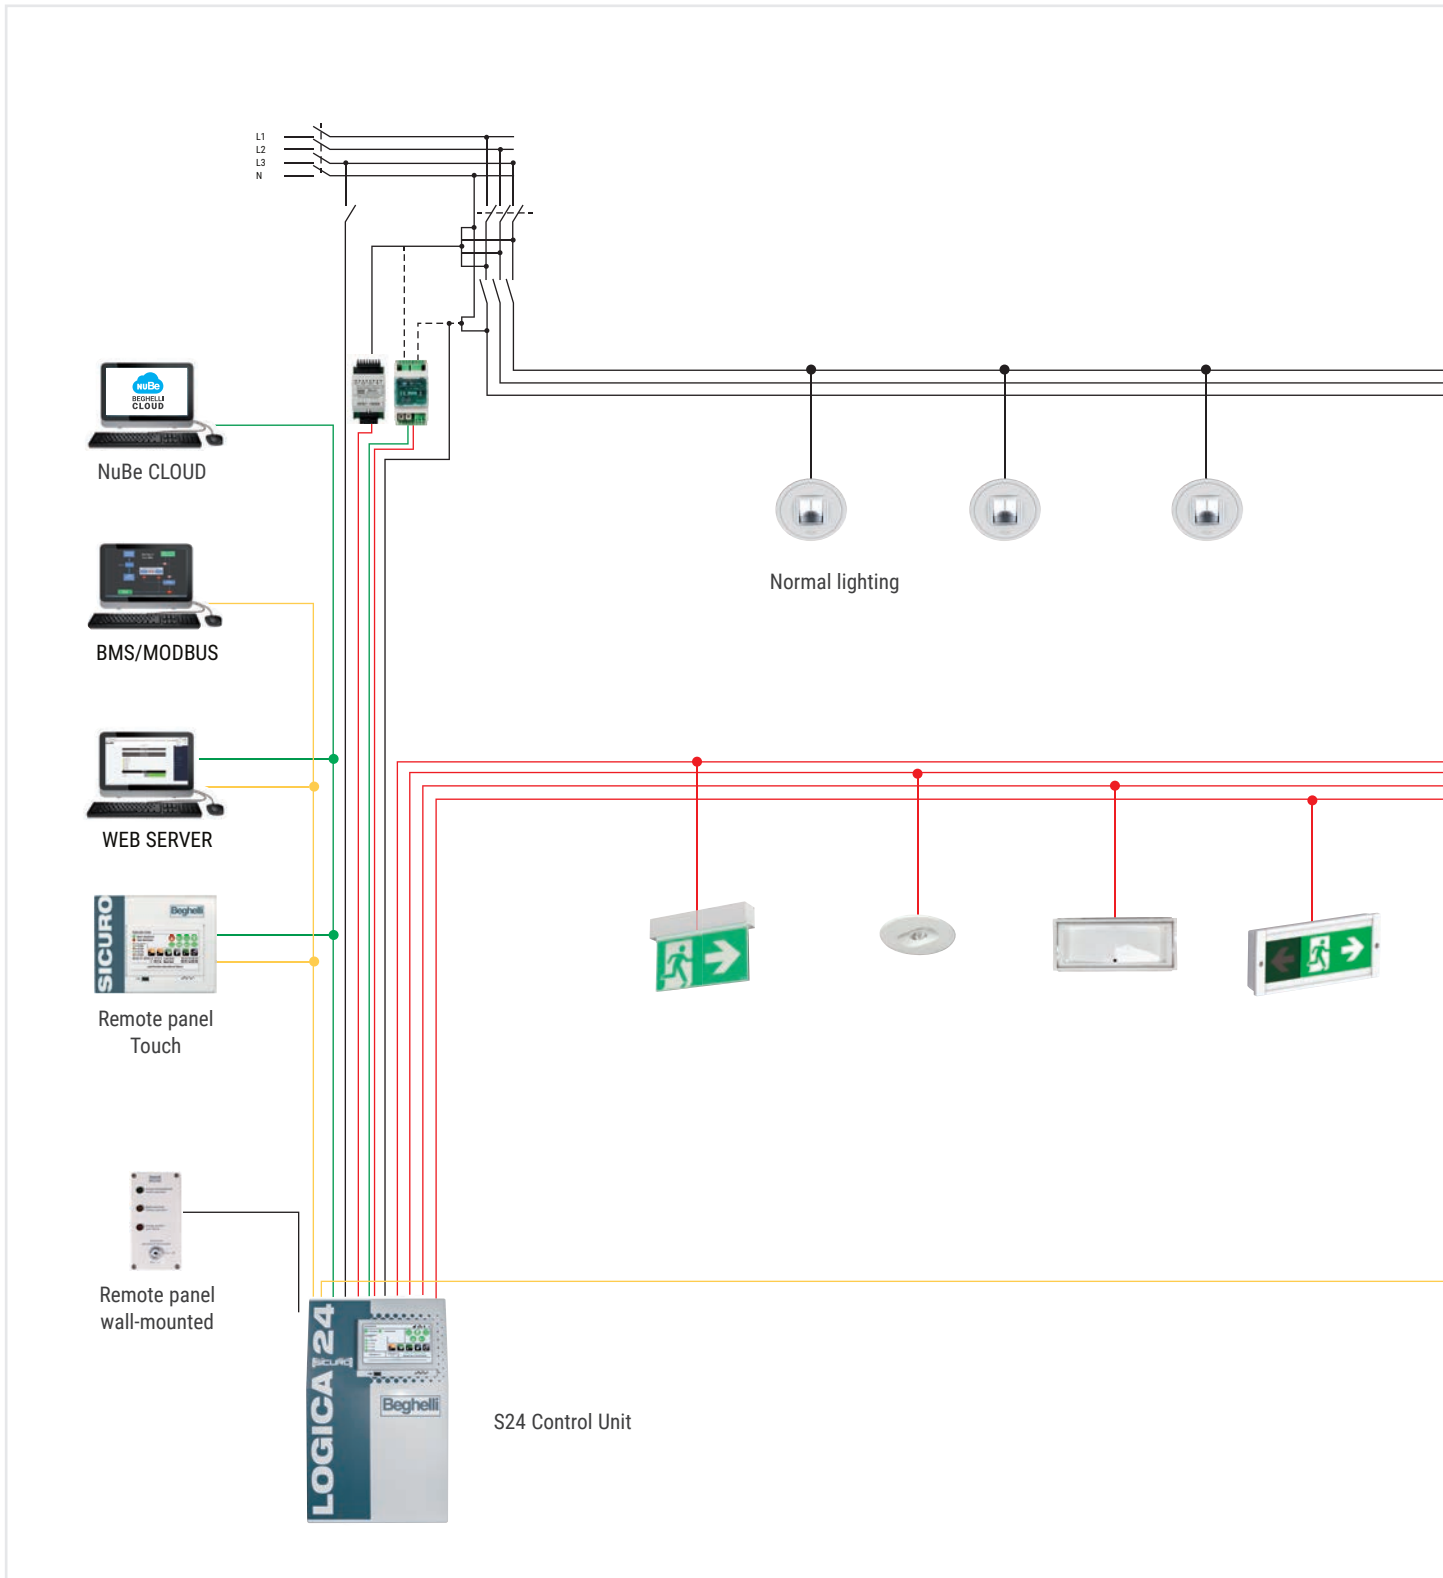 L1
L2
L3
N
NUBe
BEGHELLI
CLOUD
NuBe CLOUD
BMS/MODBUS
WEB SERVER
SICURO
Beghelli
Remote panel
Touch
Remote panel
wall-mounted
Normal lighting
LOGICA 24
SICURO
Beghelli
S24 Control Unit